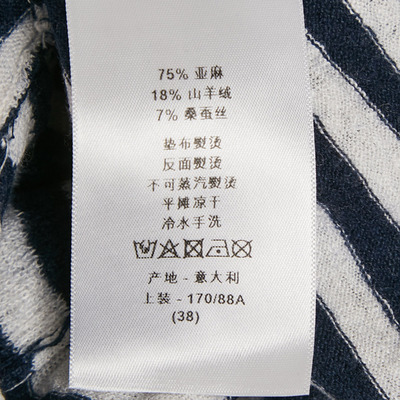 75% 亚麻
18% 山羊绒
7% 桑蚕丝
垫布熨烫
反面熨烫
不可蒸汽熨烫
平摊凉干
冷水手洗
产地 - 意大利
上装 - 170/88A
(38)